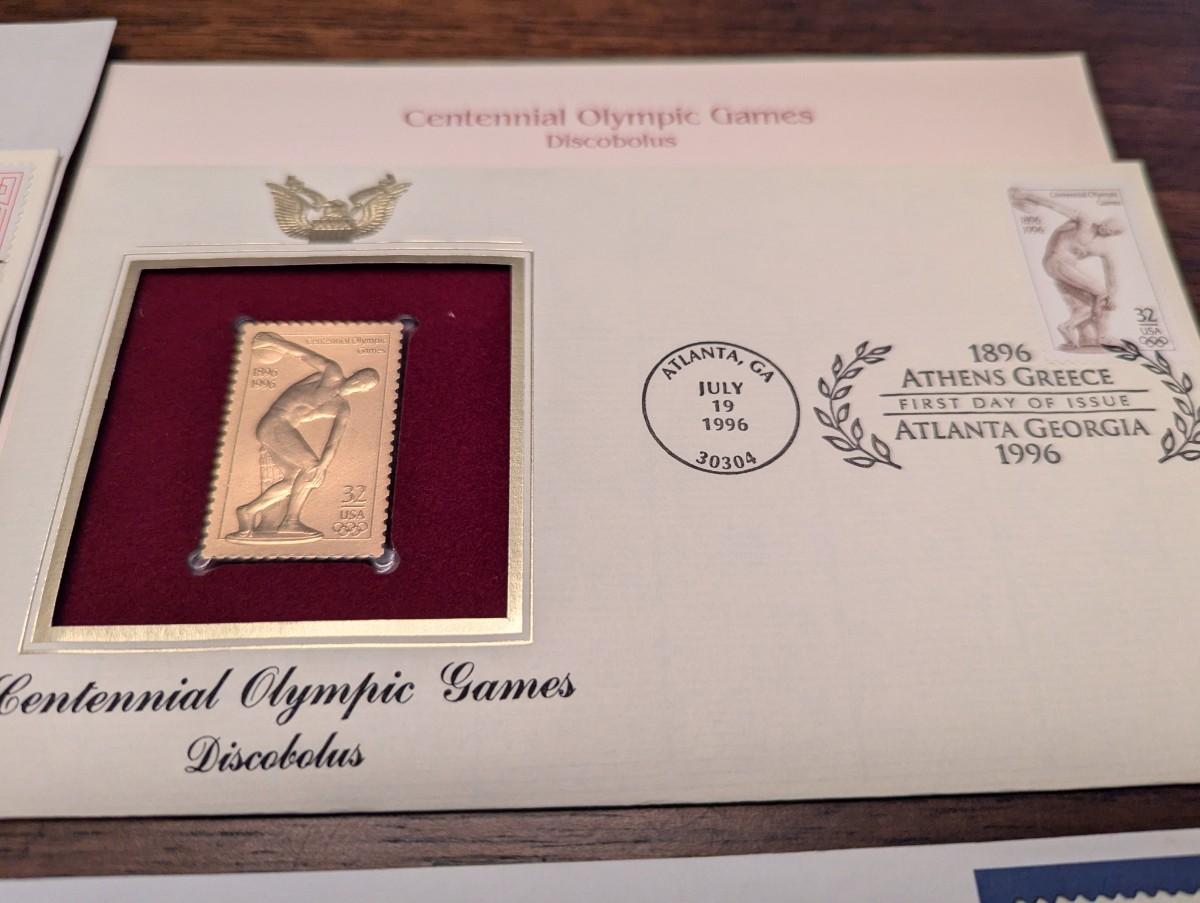 Centennial Olympic Games
Discobolus
Centennial Olympic
Games
1896
1996
32
USA
Centennial Olympic
Games
1896
1996
32
USA
ATLANTA, GA
JULY
19
1996
30304
1896
ATHENS GREECE
FIRST DAY OF ISSUE
ATLANTA GEORGIA
1996
Centennial Olympic Games
Discobolus